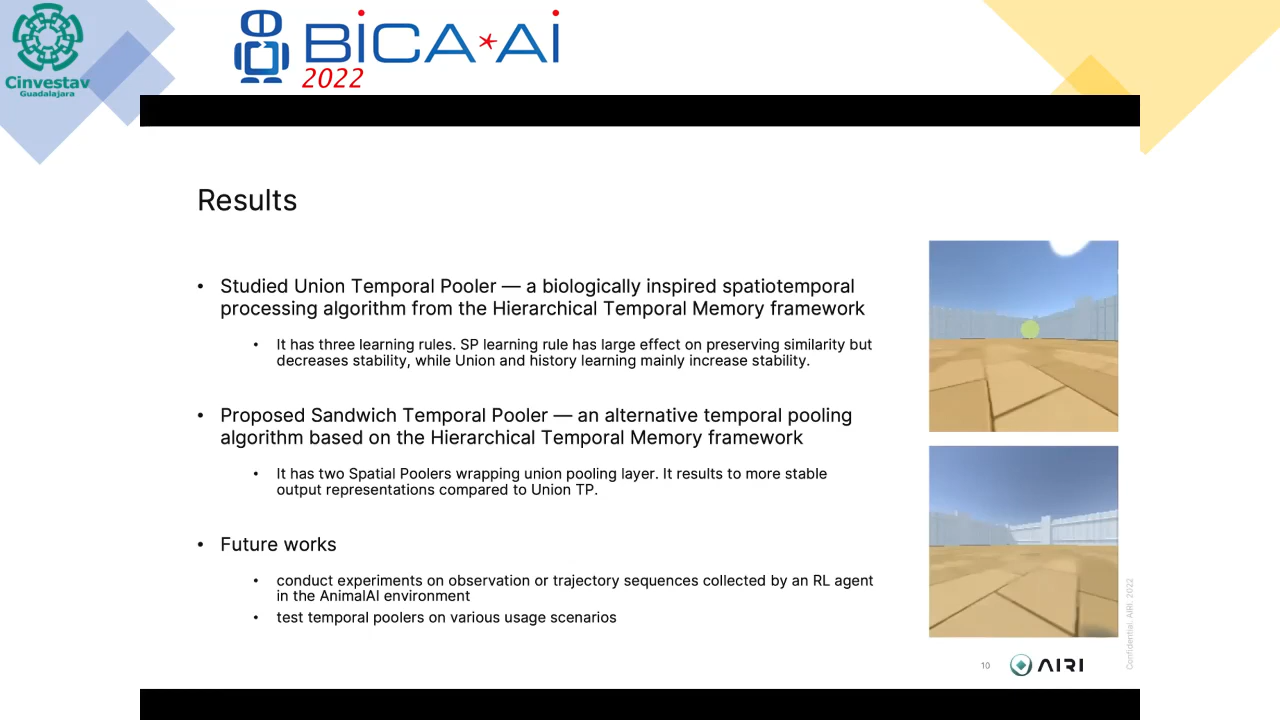 Cinvestav
Guadalajara
BiCA*Ai
2022
Results
• Studied Union Temporal Pooler — a biologically inspired spatiotemporal
processing algorithm from the Hierarchical Temporal Memory framework
• It has three learning rules. SP learning rule has large effect on preserving similarity but
decreases stability, while Union and history learning mainly increase stability.
• Proposed Sandwich Temporal Pooler — an alternative temporal pooling
algorithm based on the Hierarchical Temporal Memory framework
• It has two Spatial Poolers wrapping union pooling layer. It results to more stable
output representations compared to Union TP.
• Future works
• conduct experiments on observation or trajectory sequences collected by an RL agent
in the AnimalAI environment
• test temporal poolers on various usage scenarios
Confidential. AIRI. 2022
10
AIRI